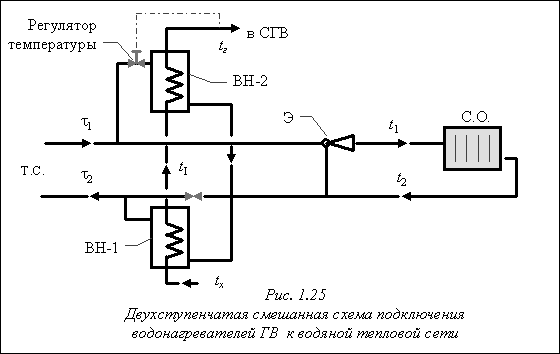 Регулятор
температуры
tг
в СГВ
ВН-2
τ1
Э
t1
С.О.
Т.С.
τ2
tI
t2
ВН-1
tх
Рис. 1.25
Двухступенчатая смешанная схема подключения
водонагревателей ГВ к водяной тепловой сети